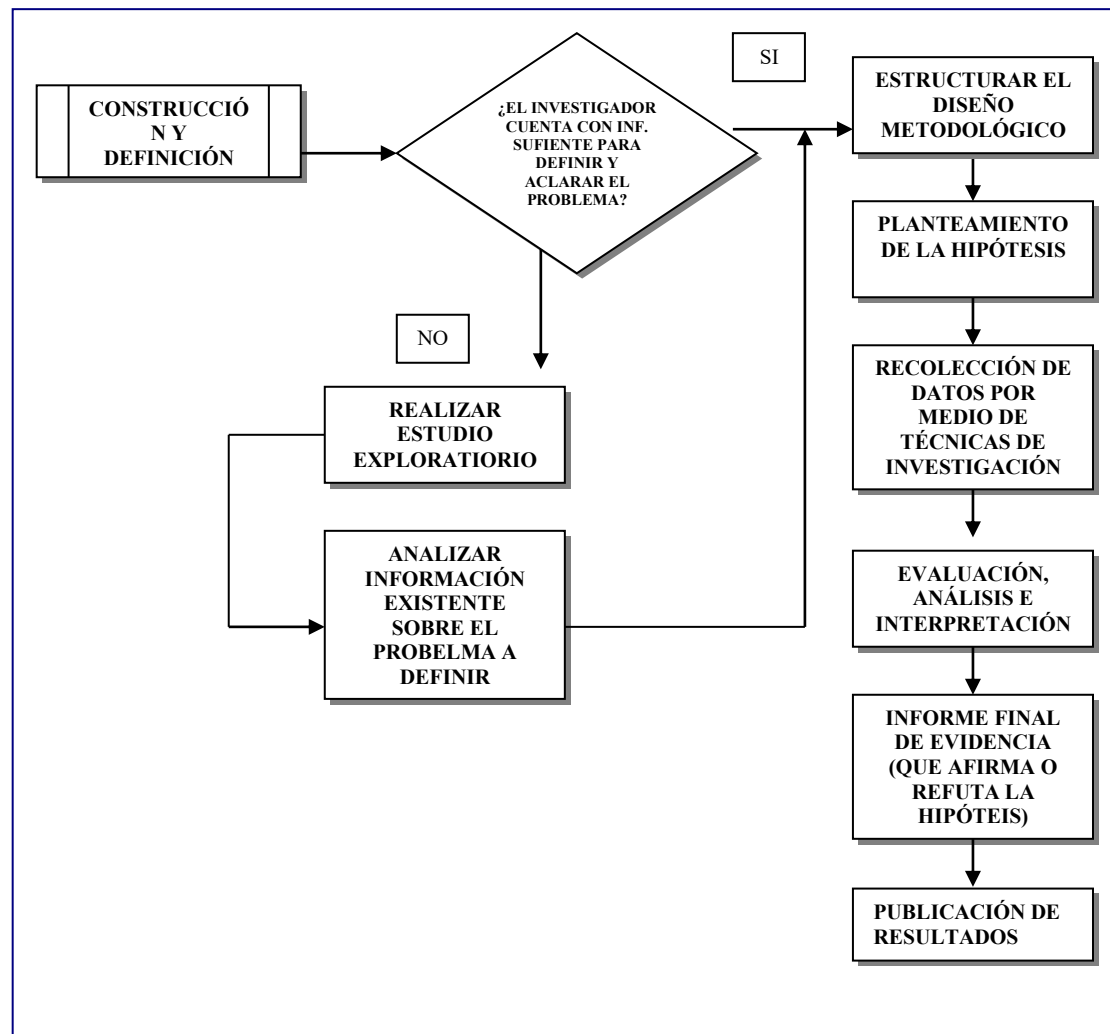 CONSTRUCCIÓ
N Y
DEFINICIÓN
¿EL INVESTIGADOR
CUENTA CON INF.
SUFIENTE PARA
DEFINIR Y
ACLARAR EL
PROBLEMA?
SI
NO
REALIZAR
ESTUDIO
EXPLORATIORIO
ANALIZAR
INFORMACIÓN
EXISTENTE
SOBRE EL
PROBELMA A
DEFINIR
ESTRUCTURAR EL
DISEÑO
METODOLÓGICO
PLANTEAMIENTO
DE LA HIPÓTESIS
RECOLECCIÓN DE
DATOS POR
MEDIO DE
TÉCNICAS DE
INVESTIGACIÓN
EVALUACIÓN,
ANÁLISIS E
INTERPRETACIÓN
INFORME FINAL
DE EVIDENCIA
(QUE AFIRMA O
REFUTA LA
HIPÓTEIS)
PUBLICACIÓN DE
RESULTADOS